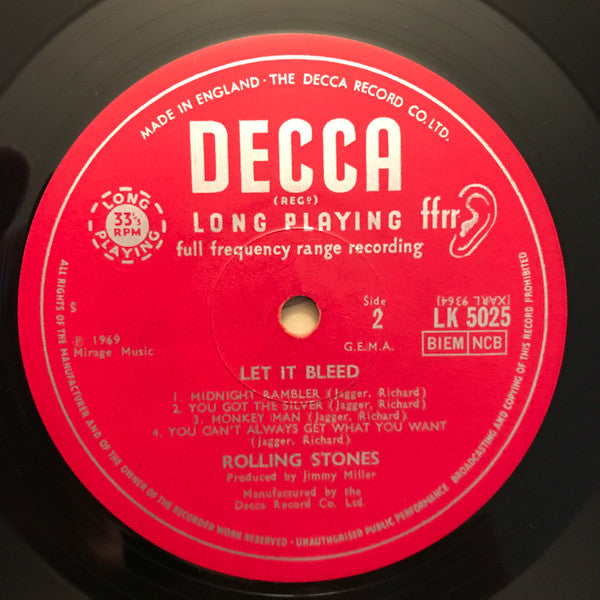 MADE IN ENGLAND · THE DECCA RECORD CO. LTD.
DECCA
(REGD)
LONG PLAYING
full frequency range recording
ffrr
LONG PLAYING
33⅓
RPM
S
℗ 1969
Mirage Music
Side
2
G.E.M.A.
(XARL 9364)
LK 5025
BIEM NCB
LET IT BLEED
1. MIDNIGHT RAMBLER (Jagger, Richard)
2. YOU GOT THE SILVER (Jagger, Richard)
3. MONKEY MAN (Jagger, Richard)
4. YOU CAN'T ALWAYS GET WHAT YOU WANT
(Jagger, Richard)
ROLLING STONES
Produced by Jimmy Miller
Manufactured by the
Decca Record Co. Ltd.
ALL RIGHTS OF THE MANUFACTURER AND OF THE OWNER OF THE RECORDED WORK RESERVED · UNAUTHORISED PUBLIC PERFORMANCE BROADCASTING AND COPYING OF THIS RECORD PROHIBITED